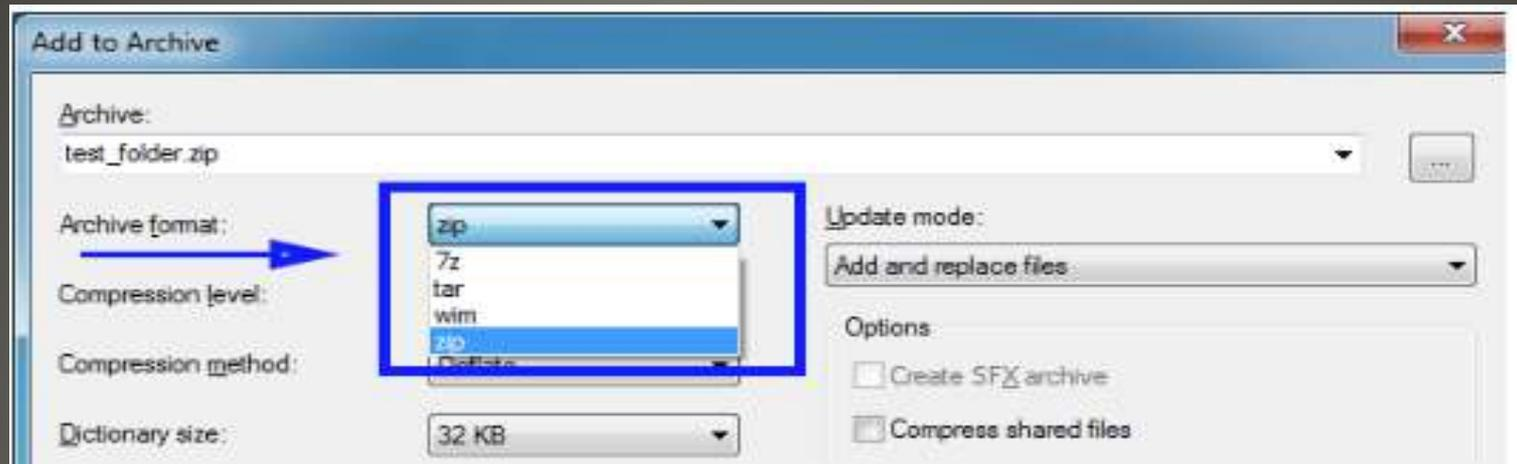 Add to Archive
Archive:
test_folder.zip
...
Archive format:
zip
7z
tar
wim
zip
Update mode:
Add and replace files
Compression level:
Options
Compression method:
Deflate
Create SFX archive
Dictionary size:
32 KB
Compress shared files